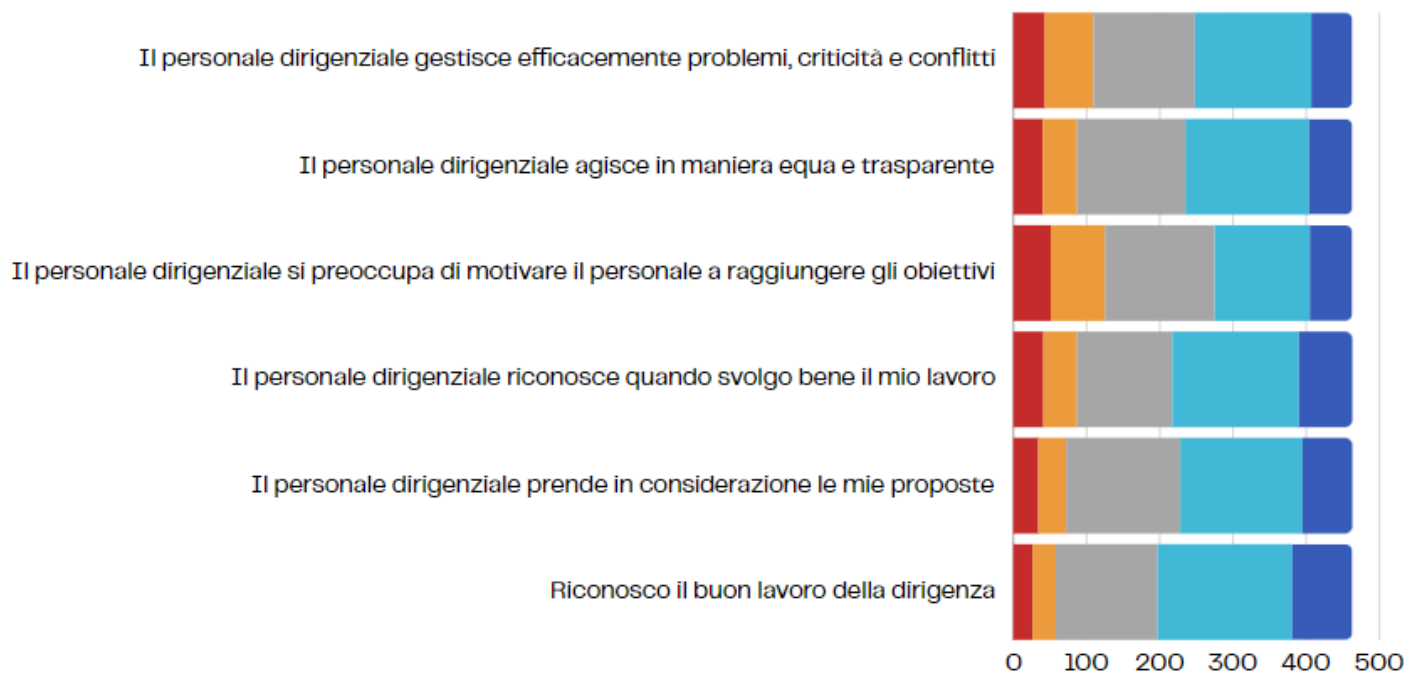 Il personale dirigenziale gestisce efficacemente problemi, criticità e conflitti
Il personale dirigenziale agisce in maniera equa e trasparente
Il personale dirigenziale si preoccupa di motivare il personale a raggiungere gli obiettivi
Il personale dirigenziale riconosce quando svolgo bene il mio lavoro
Il personale dirigenziale prende in considerazione le mie proposte
Riconosco il buon lavoro della dirigenza
0 100 200 300 400 500